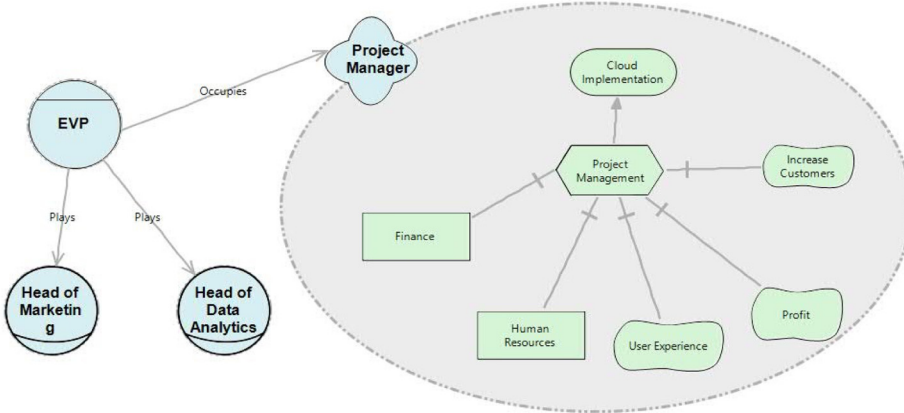 Project
Manager
Cloud
Implementation
Occupies
EVP
Project
Management
Increase
Customers
Plays
Plays
Finance
Head of
Marketin
g
Head of
Data
Analytics
Human
Resources
User Experience
Profit